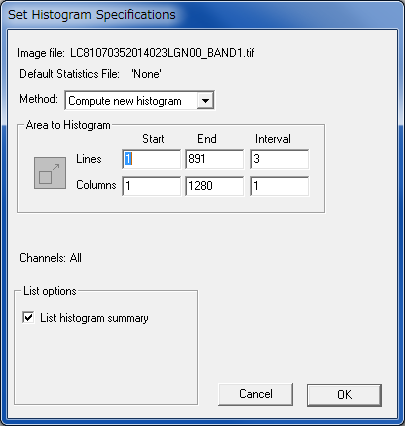 Set Histogram Specifications
Image file: LC81070352014023LGN00_BAND1.tif
Default Statistics File: 'None'
Method: Compute new histogram
Area to Histogram
Start End Interval
Lines 1 891 3
Columns 1 1280 1
Channels: All
List options
List histogram summary
Cancel OK